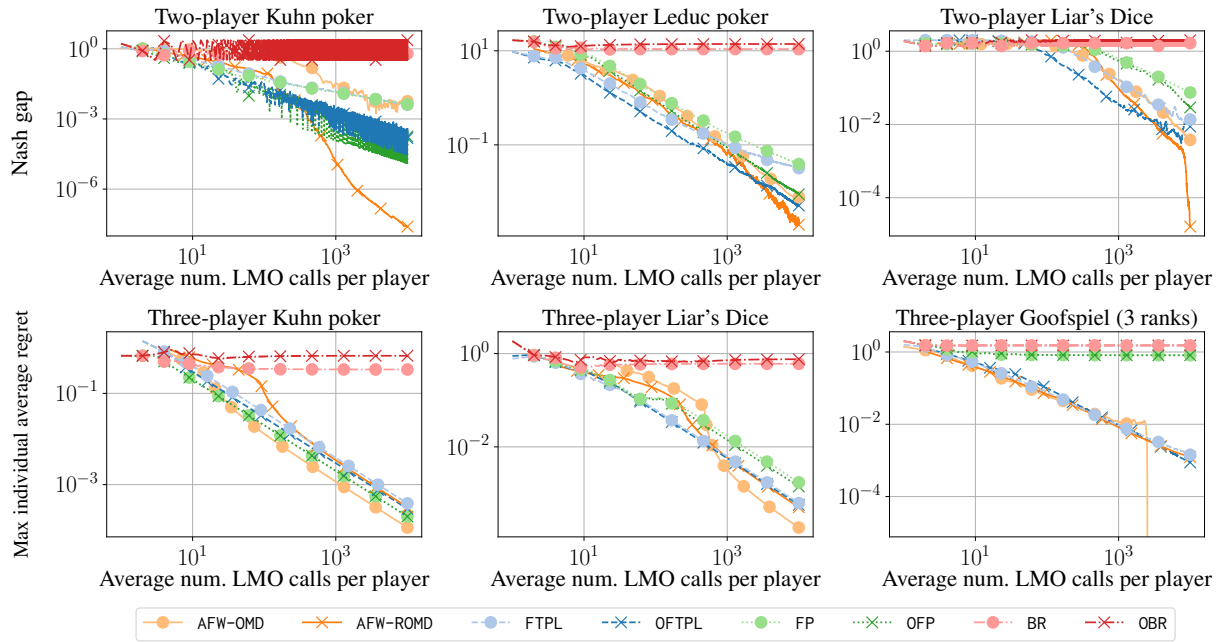 Two-player Kuhn poker
Two-player Leduc poker
Two-player Liar's Dice
Nash gap
10^0
10^-3
10^-6
10^1
10^3
Average num. LMO calls per player
10^1
10^-1
10^1
10^3
Average num. LMO calls per player
10^0
10^-2
10^-4
10^1
10^3
Average num. LMO calls per player
Three-player Kuhn poker
Three-player Liar's Dice
Three-player Goofspiel (3 ranks)
Max individual average regret
10^-1
10^-3
10^1
10^3
Average num. LMO calls per player
10^0
10^-2
10^1
10^3
Average num. LMO calls per player
10^0
10^-2
10^-4
10^1
10^3
Average num. LMO calls per player
AFW-OMD AFW-ROMD FTPL OFTPL FP OFP BR OBR